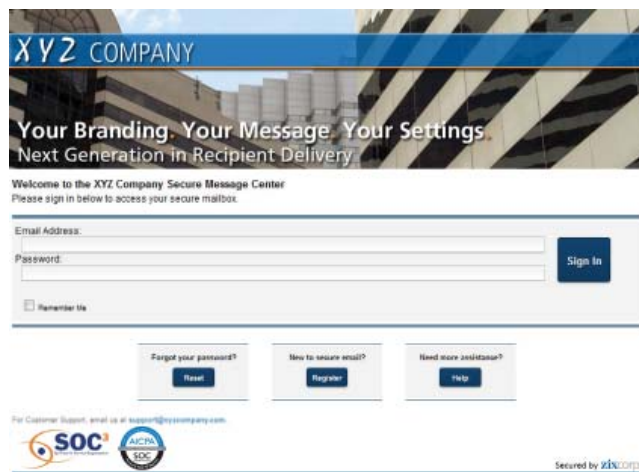 XYZ COMPANY
Your Branding. Your Message. Your Settings.
Next Generation in Recipient Delivery
Welcome to the XYZ Company Secure Message Center
Please sign in below to access your secure mailbox.
Email Address:
Password:
Sign In
Remember Me
Forgot your password?
New to secure email?
Need more assistance?
Reset
Register
Help
For Customer Support, email us at support@xyzcompany.com.
SOC3
AICPA
SOC
Secured by zixcorp